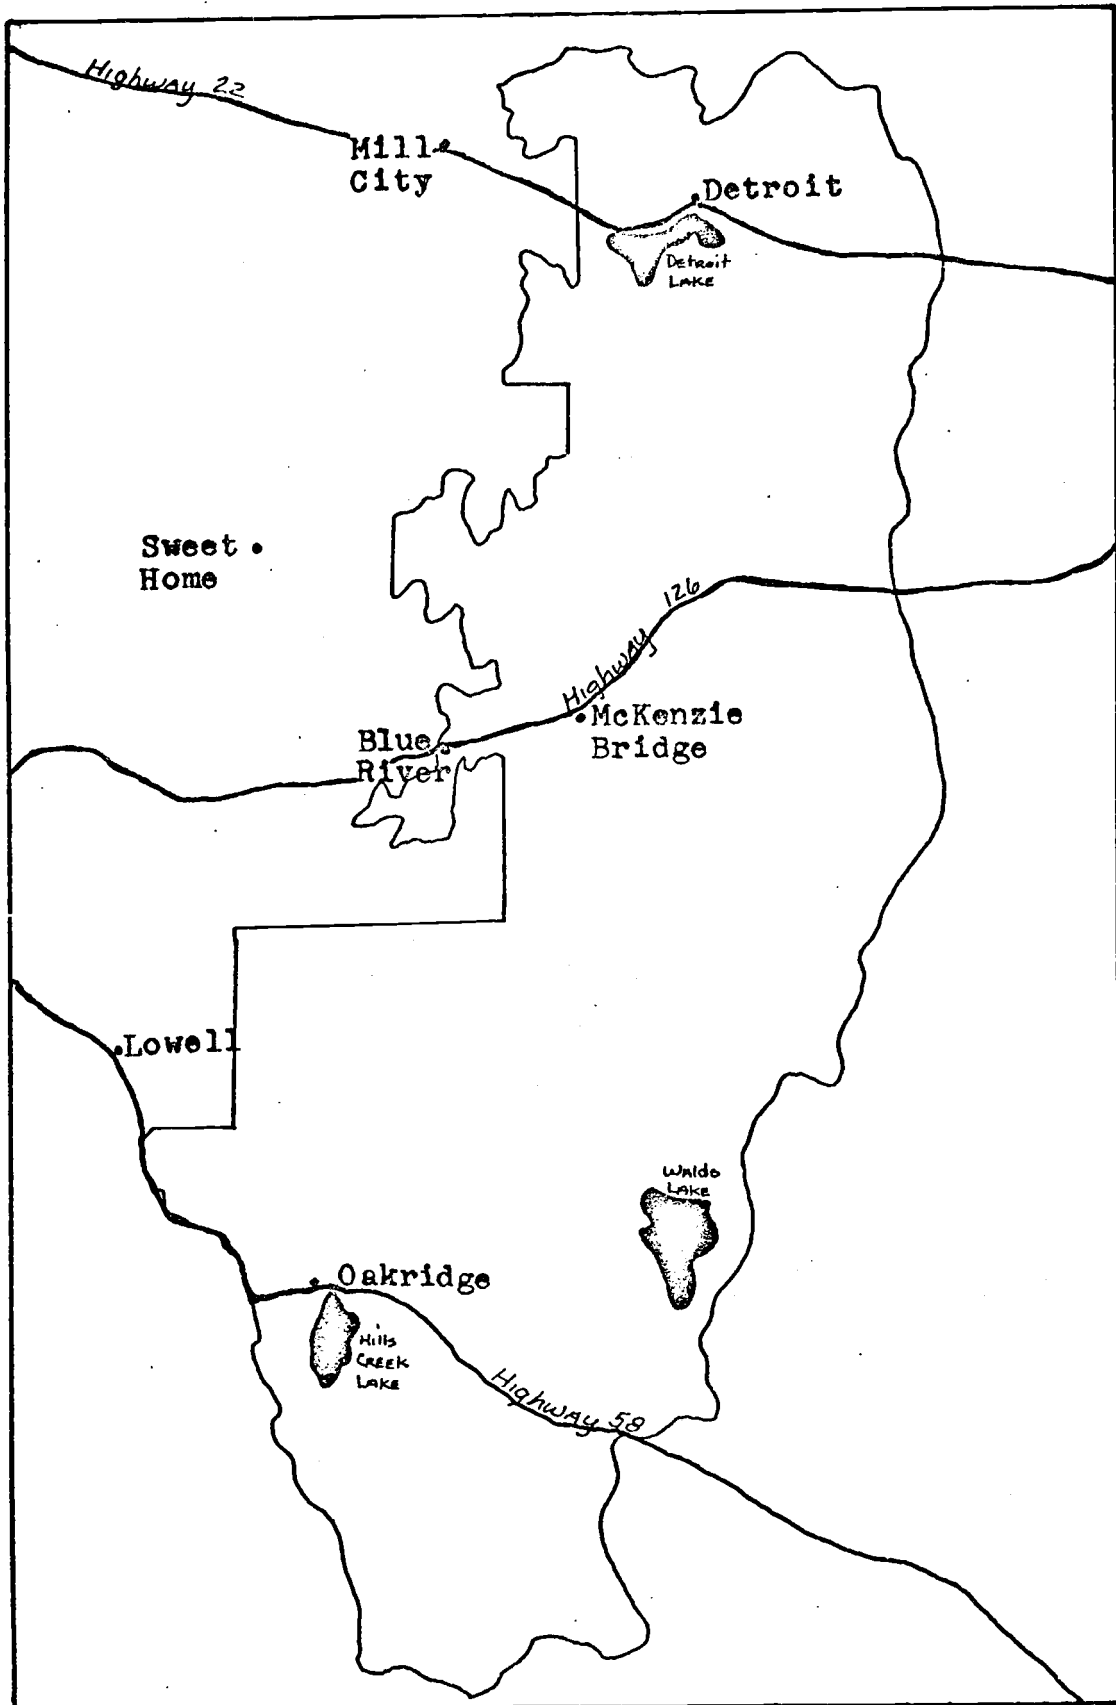 Highway 22
Mill
City
Detroit
Detroit
LAKE
Sweet
Home
Highway 126
McKenzie
Bridge
Blue
River
Lowell
Waldo
LAKE
Oakridge
Hills
CREEK
LAKE
Highway 58